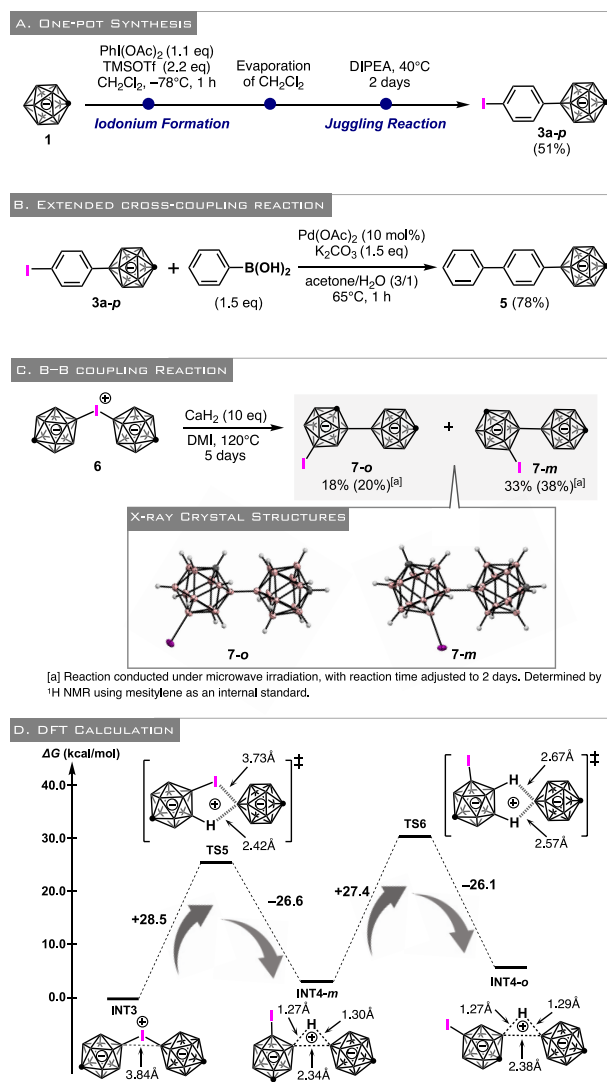 A. One-pot Synthesis
PhI(OAc)2 (1.1 eq)
TMSOTf (2.2 eq)
CH2Cl2, –78°C, 1 h
Evaporation
of CH2Cl2
DIPEA, 40°C
2 days
Iodonium Formation
Juggling Reaction
1
I
3a-p
(51%)
B. Extended cross-coupling reaction
I
3a-p
+
B(OH)2
(1.5 eq)
Pd(OAc)2 (10 mol%)
K2CO3 (1.5 eq)
acetone/H2O (3/1)
65°C, 1 h
5 (78%)
C. B–B coupling Reaction
I
6
CaH2 (10 eq)
DMI, 120°C
5 days
I
7-o
18% (20%)[a]
+
I
7-m
33% (38%)[a]
X-ray Crystal Structures
7-o
7-m
[a] Reaction conducted under microwave irradiation, with reaction time adjusted to 2 days. Determined by
1H NMR using mesitylene as an internal standard.
D. DFT Calculation
ΔG (kcal/mol)
40.0
30.0
20.0
10.0
0.0
3.73Å
I
H
2.42Å
‡
TS5
I
H
H
2.67Å
2.57Å
‡
TS6
+28.5
–26.6
+27.4
–26.1
INT3
INT4-m
INT4-o
I
3.84Å
I
1.27Å
H
1.30Å
2.34Å
I
1.27Å
H
1.29Å
2.38Å